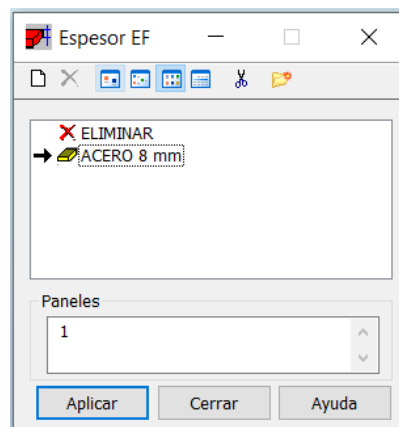 Espesor EF
ELIMINAR
ACERO 8 mm
Paneles
1
Aplicar Cerrar Ayuda